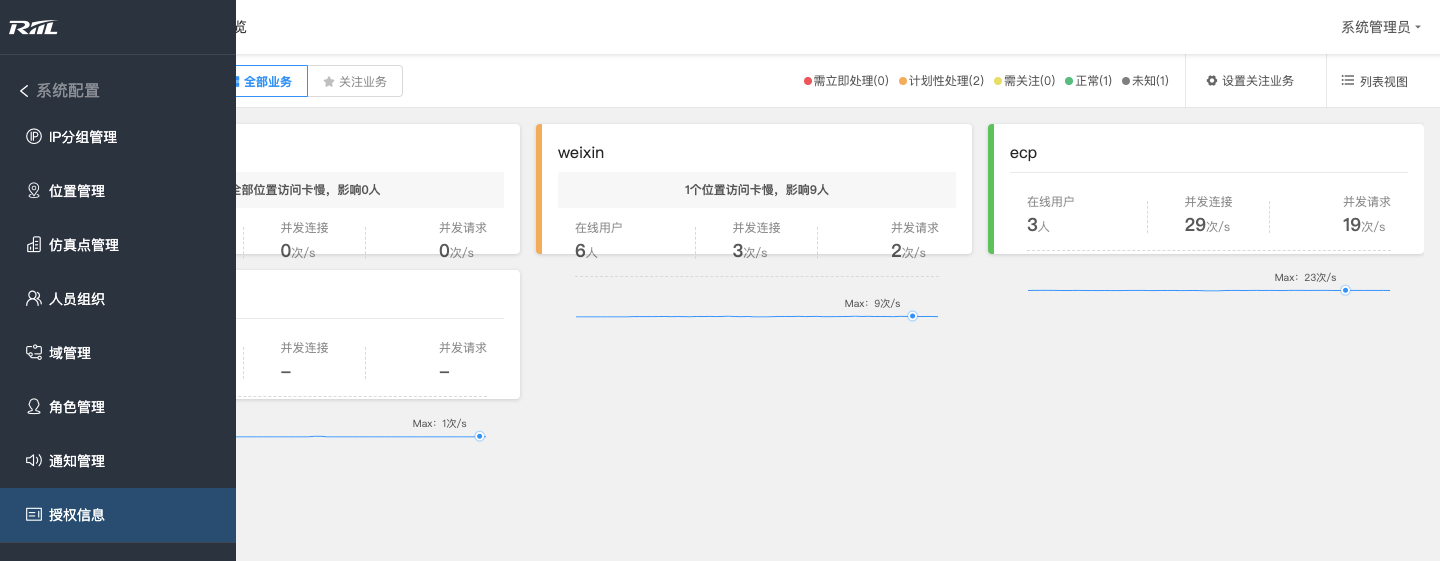 RIIL
览
系统管理员
系统配置
IP分组管理
位置管理
仿真点管理
人员组织
域管理
角色管理
通知管理
授权信息
全部业务
关注业务
需立即处理(0)
计划性处理(2)
需关注(0)
正常(1)
未知(1)
设置关注业务
列表视图
全部位置访问卡慢，影响0人
并发连接
并发请求
0次/s
0次/s
weixin
1个位置访问卡慢，影响9人
在线用户
并发连接
并发请求
6人
3次/s
2次/s
Max：9次/s
ecp
在线用户
并发连接
并发请求
3人
29次/s
19次/s
Max：23次/s
并发连接
并发请求
–
–
Max：1次/s